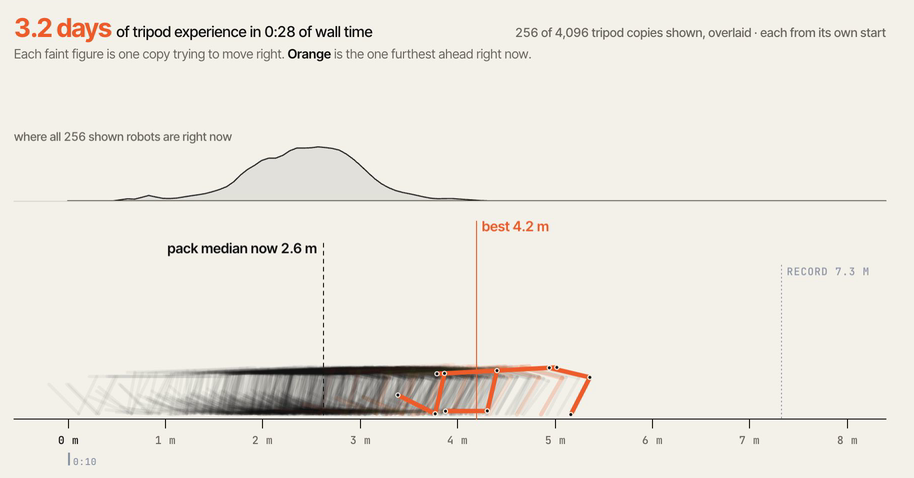 3.2 days of tripod experience in 0:28 of wall time
256 of 4,096 tripod copies shown, overlaid · each from its own start
Each faint figure is one copy trying to move right. Orange is the one furthest ahead right now.
where all 256 shown robots are right now
best 4.2 m
pack median now 2.6 m
RECORD 7.3 M
0 m 1 m 2 m 3 m 4 m 5 m 6 m 7 m 8 m
0:10